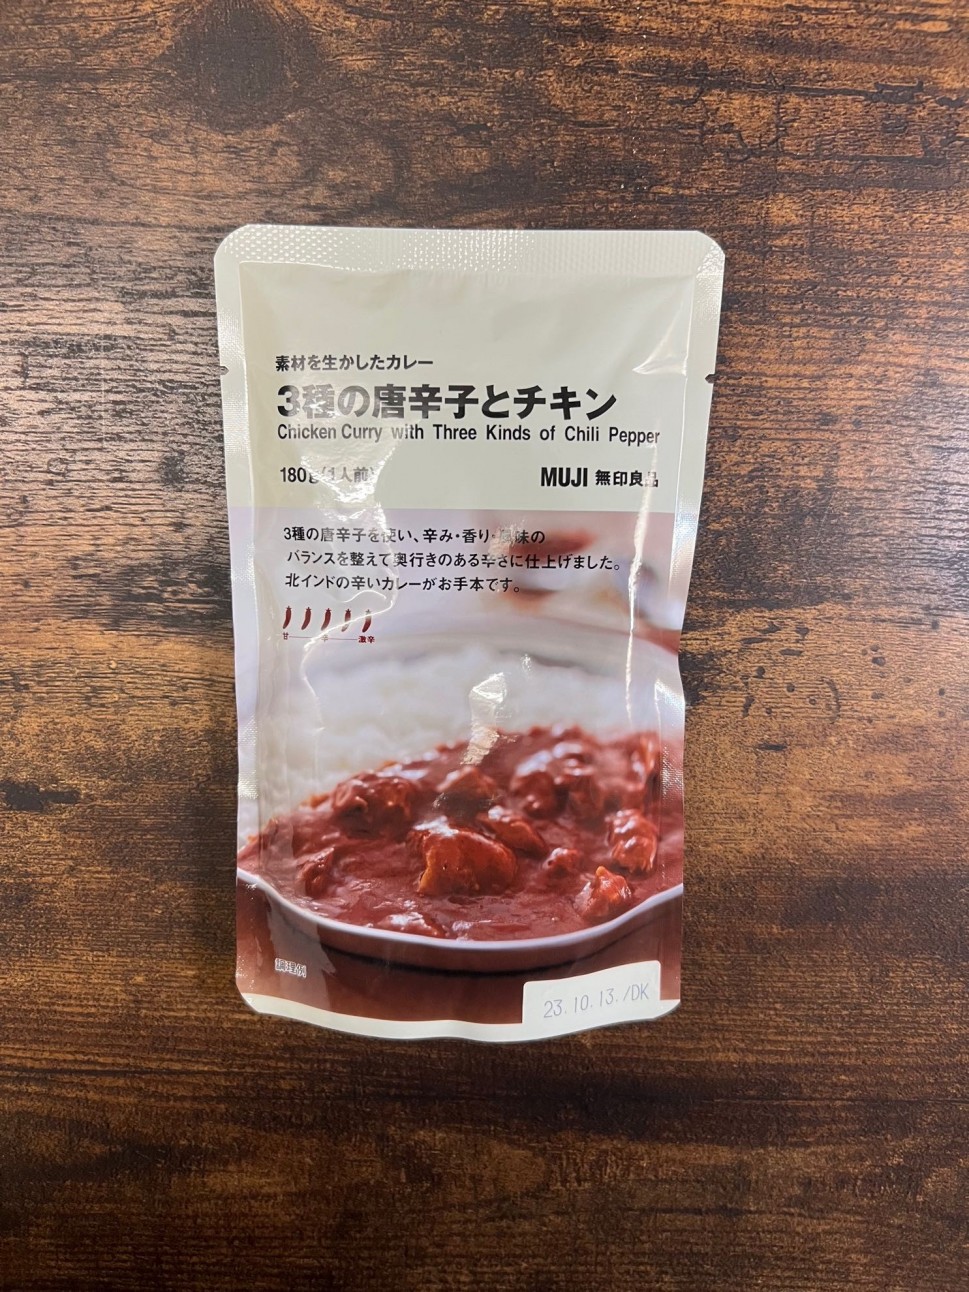 素材を生かしたカレー
3種の唐辛子とチキン
Chicken Curry with Three Kinds of Chili Pepper
180g(1人前)
MUJI 無印良品
3種の唐辛子を使い、辛み・香り・風味の
バランスを整えて奥行きのある辛さに仕上げました。
北インドの辛いカレーがお手本です。
甘 辛 激辛
調理例
23.10.13./DK